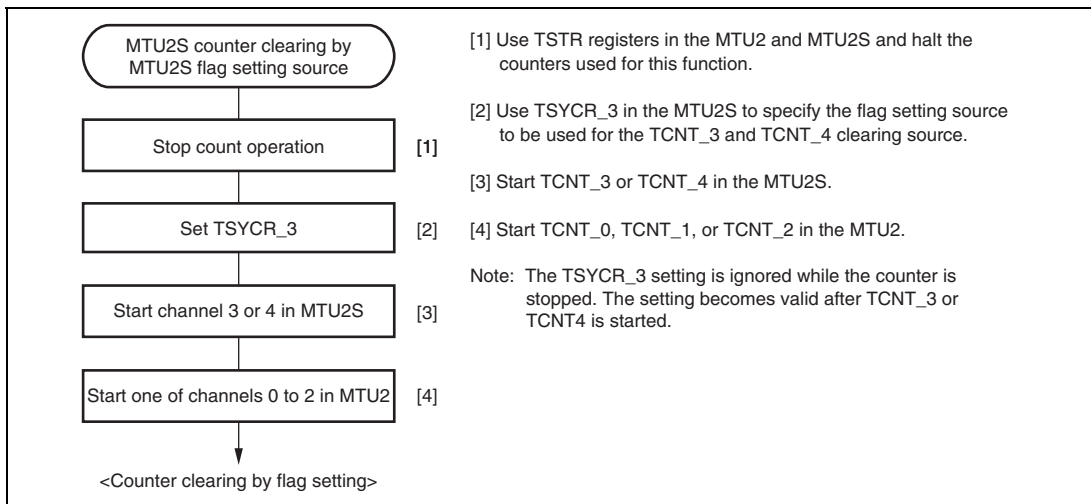 MTU2S counter clearing by
MTU2S flag setting source
Stop count operation
[1]
Set TSYCR_3
[2]
Start channel 3 or 4 in MTU2S
[3]
Start one of channels 0 to 2 in MTU2
[4]
<Counter clearing by flag setting>
[1] Use TSTR registers in the MTU2 and MTU2S and halt the
counters used for this function.
[2] Use TSYCR_3 in the MTU2S to specify the flag setting source
to be used for the TCNT_3 and TCNT_4 clearing source.
[3] Start TCNT_3 or TCNT_4 in the MTU2S.
[4] Start TCNT_0, TCNT_1, or TCNT_2 in the MTU2.
Note: The TSYCR_3 setting is ignored while the counter is
stopped. The setting becomes valid after TCNT_3 or
TCNT4 is started.